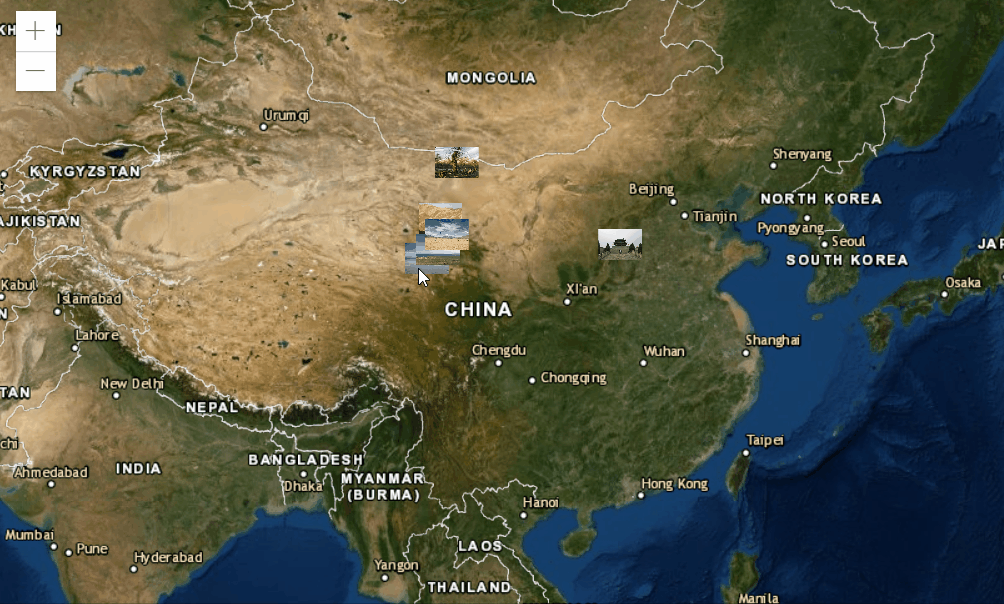 KH
N
+
−
MONGOLIA
Urumqi
KYRGYZSTAN
Shenyang
t
Beijing
NORTH KOREA
AJIKISTAN
Tianjin
Pyongyang
Seoul
JAP
SOUTH KOREA
Kabul
Islamabad
Osaka
XI'an
N
CHINA
Lahore
Shanghai
Chengdu
Wuhan
Chongqing
New Delhi
TAN
NEPAL
Taipei
chi
INDIA
BANGLADESH
Ahmedabad
MYANMAR
(BURMA)
Dhaka
Hong Kong
Hanoi
Mumbai
Pune
LAOS
Hyderabad
Yangon
THAILAND
Manila